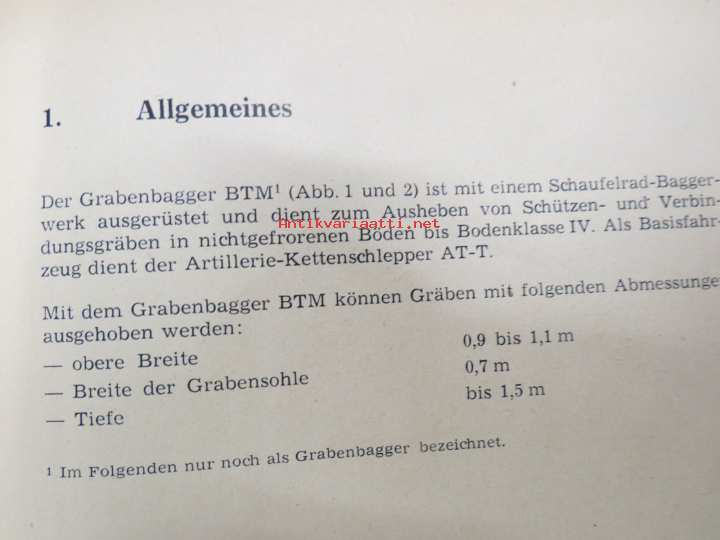 1. Allgemeines
Der Grabenbagger BTM¹ (Abb. 1 und 2) ist mit einem Schaufelrad-Bagger-
werk ausgerüstet und dient zum Ausheben von Schützen- und Verbin-
Antikvariaatti.net
dungsgräben in nichtgefrorenen Böden bis Bodenklasse IV. Als Basisfahr-
zeug dient der Artillerie-Kettenschlepper AT-T.
Mit dem Grabenbagger BTM können Gräben mit folgenden Abmessunge
ausgehoben werden:
— obere Breite 0,9 bis 1,1 m
— Breite der Grabensohle 0,7 m
— Tiefe bis 1,5 m
¹ Im Folgenden nur noch als Grabenbagger bezeichnet.